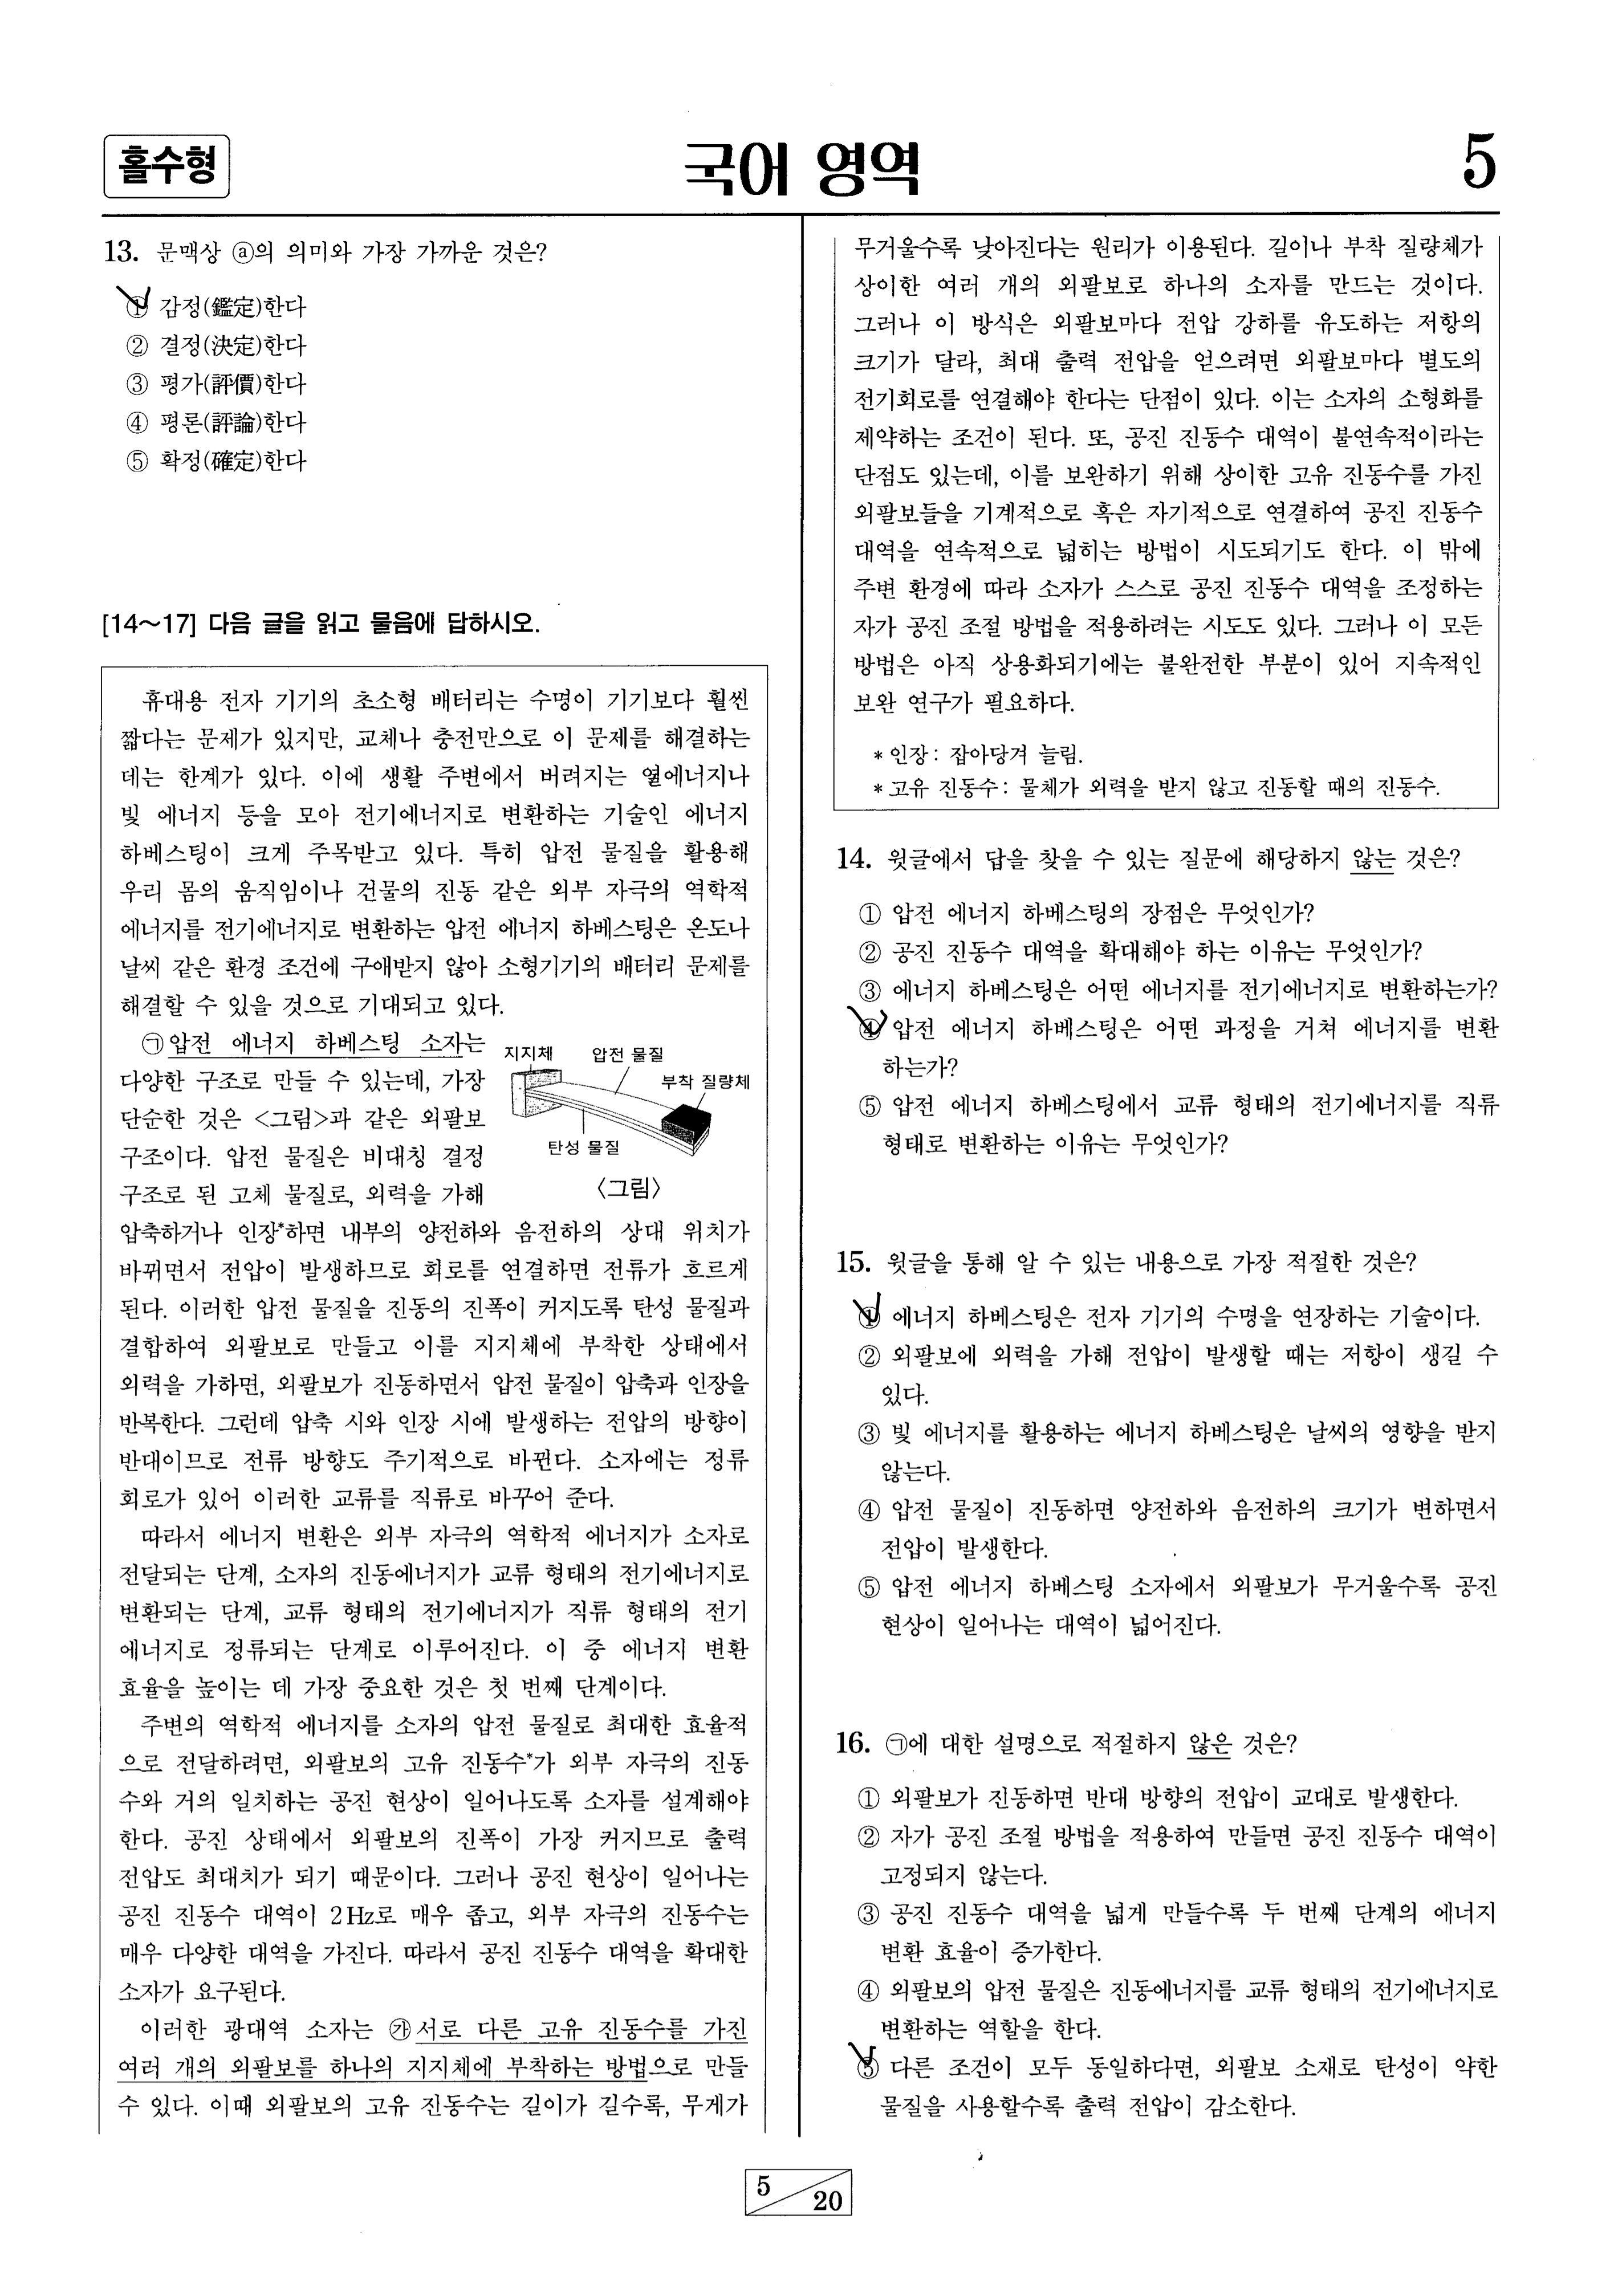 홀수형
국어 영역
5
13. 문맥상 ⓐ의 의미와 가장 가까운 것은?
① 감정(鑑定)한다
② 결정(決定)한다
③ 평가(評價)한다
④ 평론(評論)한다
⑤ 확정(確定)한다
[14~17] 다음 글을 읽고 물음에 답하시오.
휴대용 전자 기기의 초소형 배터리는 수명이 기기보다 훨씬
짧다는 문제가 있지만, 교체나 충전만으로 이 문제를 해결하는
데는 한계가 있다. 이에 생활 주변에서 버려지는 열에너지나
빛 에너지 등을 모아 전기에너지로 변환하는 기술인 에너지
하베스팅이 크게 주목받고 있다. 특히 압전 물질을 활용해
우리 몸의 움직임이나 건물의 진동 같은 외부 자극의 역학적
에너지를 전기에너지로 변환하는 압전 에너지 하베스팅은 온도나
날씨 같은 환경 조건에 구애받지 않아 소형기기의 배터리 문제를
해결할 수 있을 것으로 기대되고 있다.
㉠압전 에너지 하베스팅 소자는
다양한 구조로 만들 수 있는데, 가장
단순한 것은 <그림>과 같은 외팔보
구조이다. 압전 물질은 비대칭 결정
구조로 된 고체 물질로, 외력을 가해
지지체
압전 물질
부착 질량체
탄성 물질
<그림>
압축하거나 인장*하면 내부의 양전하와 음전하의 상대 위치가
바뀌면서 전압이 발생하므로 회로를 연결하면 전류가 흐르게
된다. 이러한 압전 물질을 진동의 진폭이 커지도록 탄성 물질과
결합하여 외팔보로 만들고 이를 지지체에 부착한 상태에서
외력을 가하면, 외팔보가 진동하면서 압전 물질이 압축과 인장을
반복한다. 그런데 압축 시와 인장 시에 발생하는 전압의 방향이
반대이므로 전류 방향도 주기적으로 바뀐다. 소자에는 정류
회로가 있어 이러한 교류를 직류로 바꾸어 준다.
따라서 에너지 변환은 외부 자극의 역학적 에너지가 소자로
전달되는 단계, 소자의 진동에너지가 교류 형태의 전기에너지로
변환되는 단계, 교류 형태의 전기에너지가 직류 형태의 전기
에너지로 정류되는 단계로 이루어진다. 이 중 에너지 변환
효율을 높이는 데 가장 중요한 것은 첫 번째 단계이다.
주변의 역학적 에너지를 소자의 압전 물질로 최대한 효율적
으로 전달하려면, 외팔보의 고유 진동수*가 외부 자극의 진동
수와 거의 일치하는 공진 현상이 일어나도록 소자를 설계해야
한다. 공진 상태에서 외팔보의 진폭이 가장 커지므로 출력
전압도 최대치가 되기 때문이다. 그러나 공진 현상이 일어나는
공진 진동수 대역이 2Hz로 매우 좁고, 외부 자극의 진동수는
매우 다양한 대역을 가진다. 따라서 공진 진동수 대역을 확대한
소자가 요구된다.
이러한 광대역 소자는 ㉮서로 다른 고유 진동수를 가진
여러 개의 외팔보를 하나의 지지체에 부착하는 방법으로 만들
수 있다. 이때 외팔보의 고유 진동수는 길이가 길수록, 무게가
무거울수록 낮아진다는 원리가 이용된다. 길이나 부착 질량체가
상이한 여러 개의 외팔보로 하나의 소자를 만드는 것이다.
그러나 이 방식은 외팔보마다 전압 강하를 유도하는 저항의
크기가 달라, 최대 출력 전압을 얻으려면 외팔보마다 별도의
전기회로를 연결해야 한다는 단점이 있다. 이는 소자의 소형화를
제약하는 조건이 된다. 또, 공진 진동수 대역이 불연속적이라는
단점도 있는데, 이를 보완하기 위해 상이한 고유 진동수를 가진
외팔보들을 기계적으로 혹은 자기적으로 연결하여 공진 진동수
대역을 연속적으로 넓히는 방법이 시도되기도 한다. 이 밖에
주변 환경에 따라 소자가 스스로 공진 진동수 대역을 조정하는
자가 공진 조절 방법을 적용하려는 시도도 있다. 그러나 이 모든
방법은 아직 상용화되기에는 불완전한 부분이 있어 지속적인
보완 연구가 필요하다.
* 인장: 잡아당겨 늘림.
* 고유 진동수: 물체가 외력을 받지 않고 진동할 때의 진동수.
14. 윗글에서 답을 찾을 수 있는 질문에 해당하지 않는 것은?
① 압전 에너지 하베스팅의 장점은 무엇인가?
② 공진 진동수 대역을 확대해야 하는 이유는 무엇인가?
③ 에너지 하베스팅은 어떤 에너지를 전기에너지로 변환하는가?
④ 압전 에너지 하베스팅은 어떤 과정을 거쳐 에너지를 변환
하는가?
⑤ 압전 에너지 하베스팅에서 교류 형태의 전기에너지를 직류
형태로 변환하는 이유는 무엇인가?
15. 윗글을 통해 알 수 있는 내용으로 가장 적절한 것은?
① 에너지 하베스팅은 전자 기기의 수명을 연장하는 기술이다.
② 외팔보에 외력을 가해 전압이 발생할 때는 저항이 생길 수
있다.
③ 빛 에너지를 활용하는 에너지 하베스팅은 날씨의 영향을 받지
않는다.
④ 압전 물질이 진동하면 양전하와 음전하의 크기가 변하면서
전압이 발생한다.
⑤ 압전 에너지 하베스팅 소자에서 외팔보가 무거울수록 공진
현상이 일어나는 대역이 넓어진다.
16. ㉠에 대한 설명으로 적절하지 않은 것은?
① 외팔보가 진동하면 반대 방향의 전압이 교대로 발생한다.
② 자가 공진 조절 방법을 적용하여 만들면 공진 진동수 대역이
고정되지 않는다.
③ 공진 진동수 대역을 넓게 만들수록 두 번째 단계의 에너지
변환 효율이 증가한다.
④ 외팔보의 압전 물질은 진동에너지를 교류 형태의 전기에너지로
변환하는 역할을 한다.
⑤ 다른 조건이 모두 동일하다면, 외팔보 소재로 탄성이 약한
물질을 사용할수록 출력 전압이 감소한다.
5
20